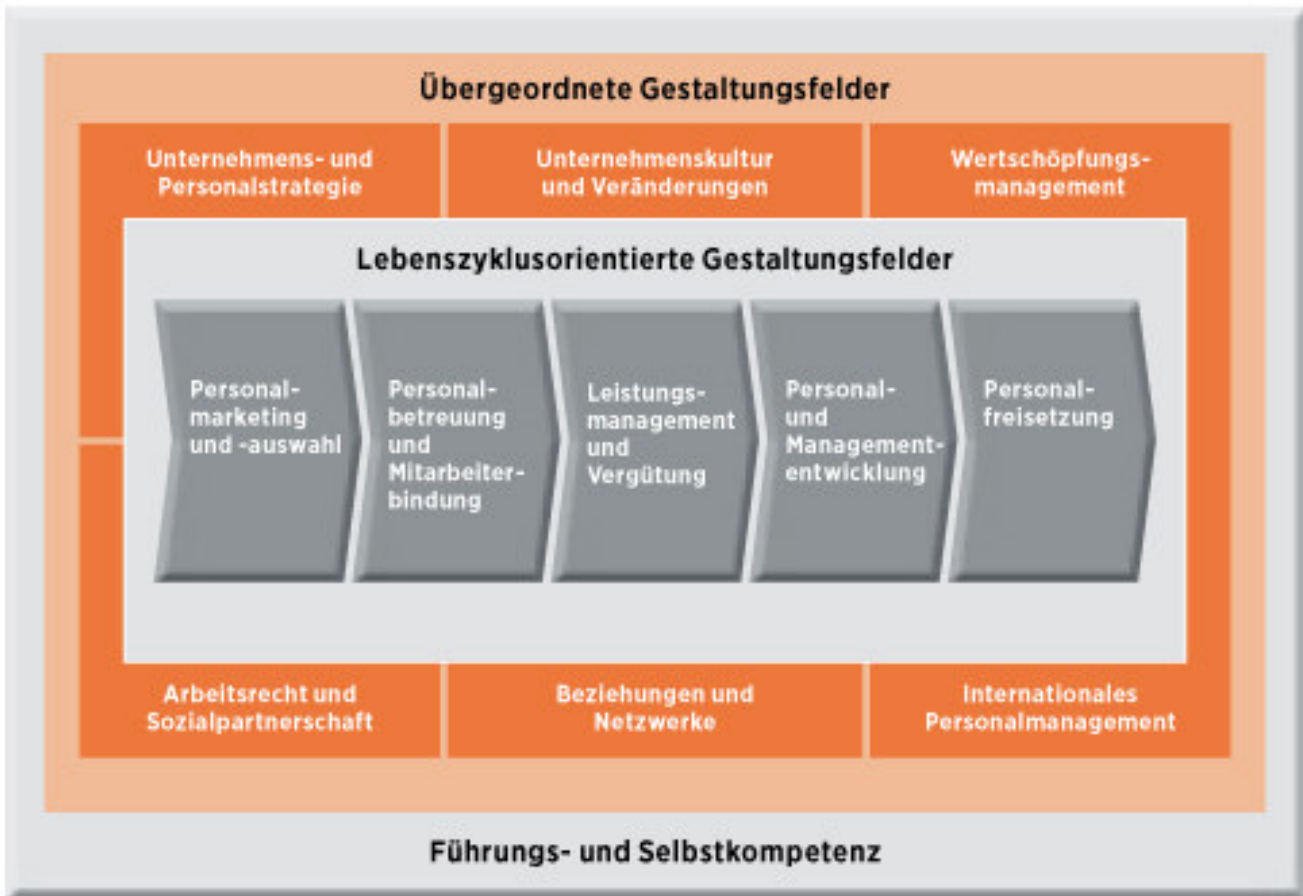 Übergeordnete Gestaltungsfelder
Unternehmens- und
Personalstrategie
Unternehmenskultur
und Veränderungen
Wertschöpfungs-
management
Lebenszyklusorientierte Gestaltungsfelder
Personal-
marketing
und -auswahl
Personal-
betreuung
und
Mitarbeiter-
bindung
Leistungs-
management
und
Vergütung
Personal-
und
Management-
entwicklung
Personal-
freisetzung
Arbeitsrecht und
Sozialpartnerschaft
Beziehungen und
Netzwerke
Internationales
Personalmanagement
Führungs- und Selbstkompetenz